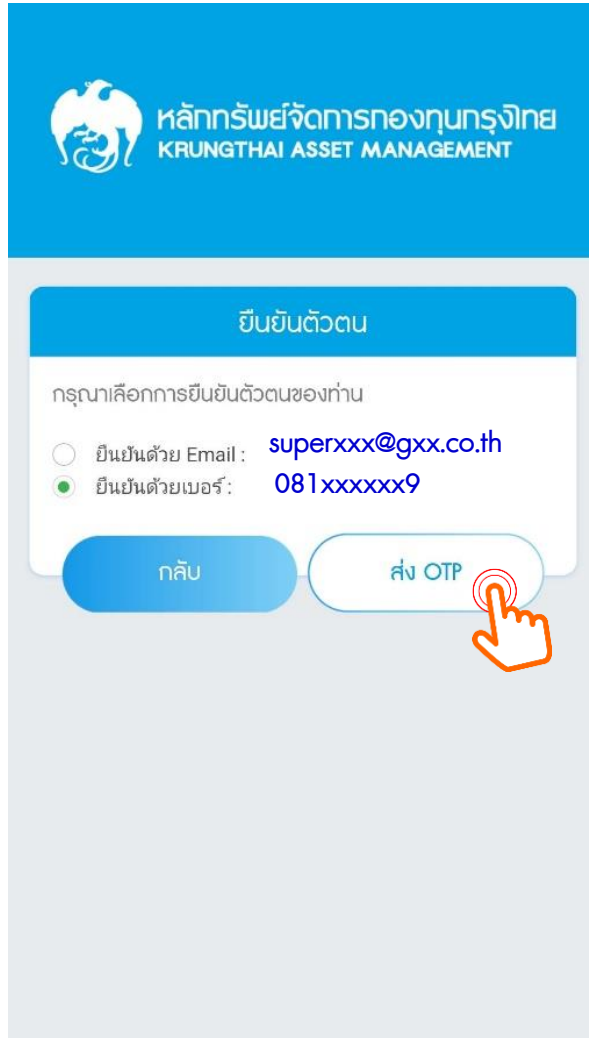 หลักทรัพย์จัดการกองทุนกรุงไทย
KRUNGTHAI ASSET MANAGEMENT
ยืนยันตัวตน
กรุณาเลือกการยืนยันตัวตนของท่าน
ยืนยันด้วย Email : superxxx@gxx.co.th
ยืนยันด้วยเบอร์ : 081xxxxxx9
กลับ ส่ง OTP